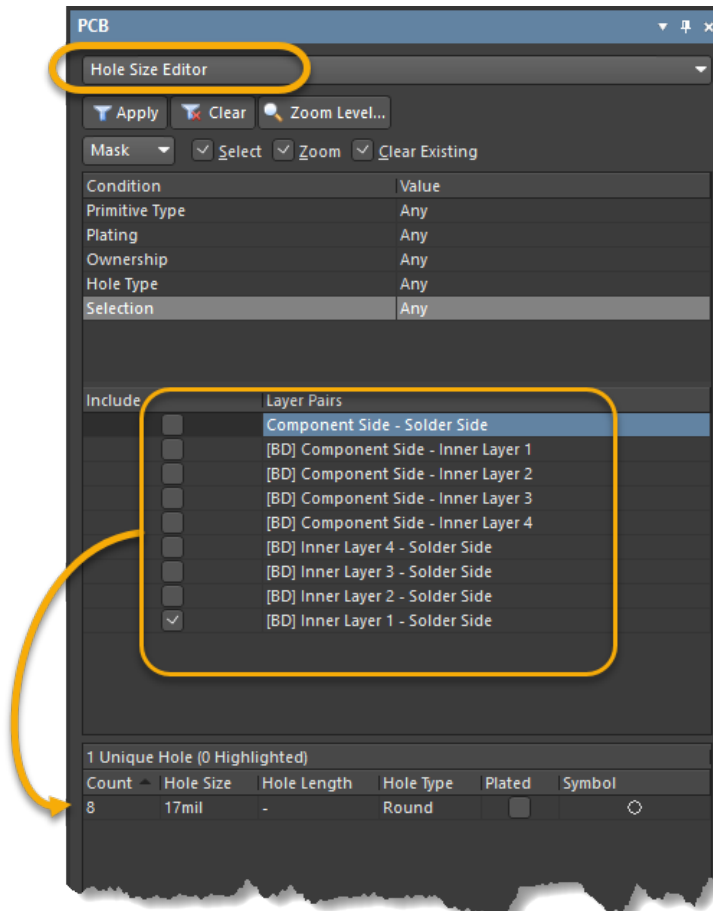 PCB
Hole Size Editor
Apply Clear Zoom Level...
Mask Select Zoom Clear Existing
Condition Value
Primitive Type Any
Plating Any
Ownership Any
Hole Type Any
Selection Any
Include Layer Pairs
Component Side - Solder Side
[BD] Component Side - Inner Layer 1
[BD] Component Side - Inner Layer 2
[BD] Component Side - Inner Layer 3
[BD] Component Side - Inner Layer 4
[BD] Inner Layer 4 - Solder Side
[BD] Inner Layer 3 - Solder Side
[BD] Inner Layer 2 - Solder Side
[BD] Inner Layer 1 - Solder Side
1 Unique Hole (0 Highlighted)
Count Hole Size Hole Length Hole Type Plated Symbol
8 17mil - Round